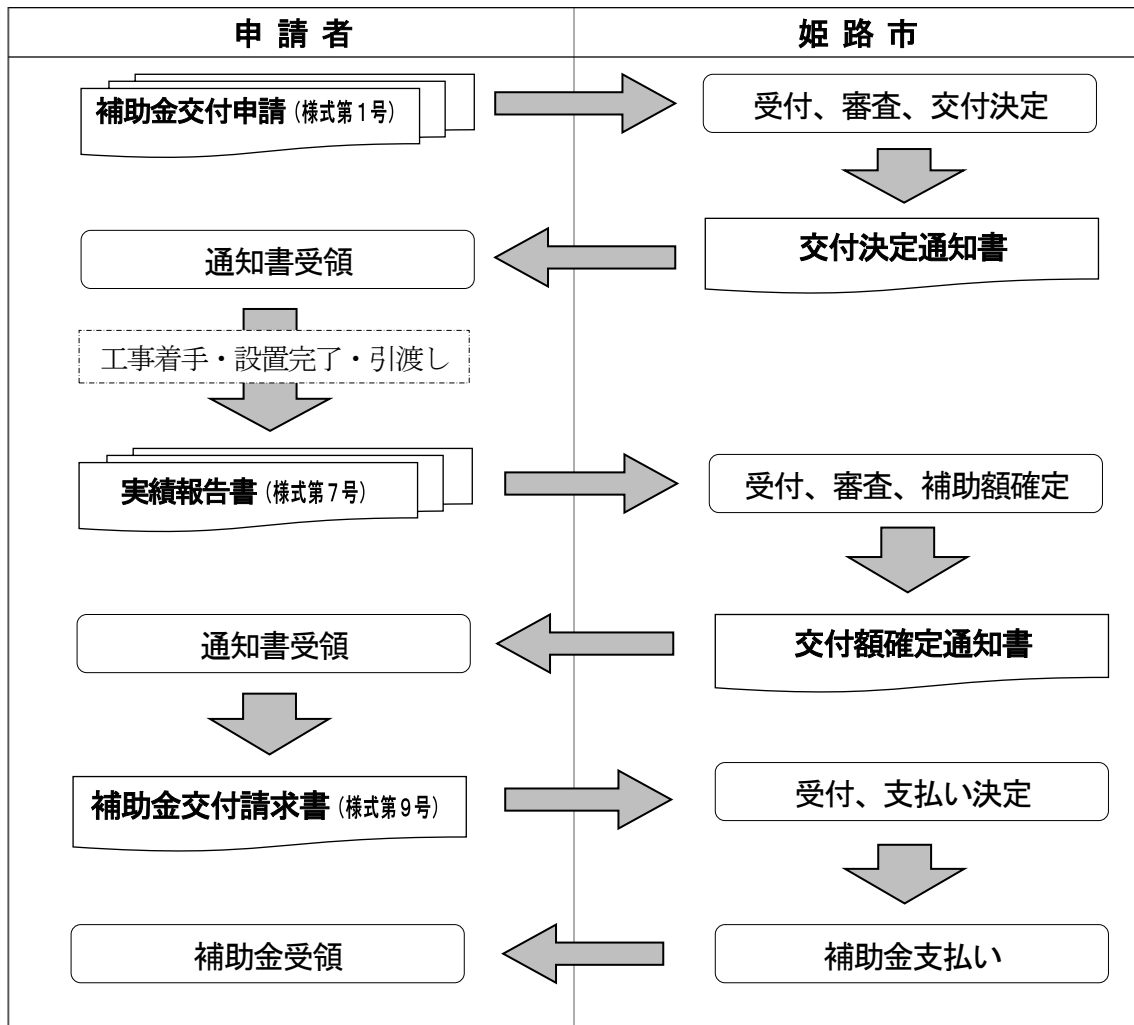 申請者
姫路市
補助金交付申請（様式第１号）
受付、審査、交付決定
交付決定通知書
通知書受領
工事着手・設置完了・引渡し
実績報告書（様式第７号）
受付、審査、補助額確定
交付額確定通知書
通知書受領
補助金交付請求書（様式第９号）
受付、支払い決定
補助金支払い
補助金受領